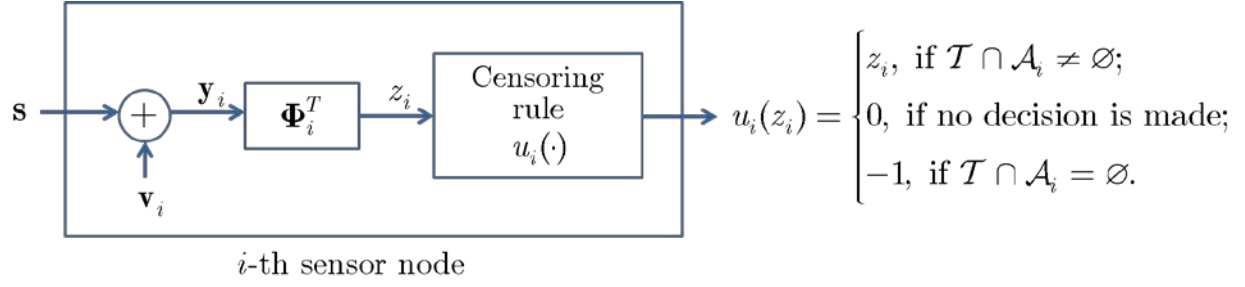 s
+
v_i
y_i
Φ_i^T
z_i
Censoring
rule
u_i(·)
u_i(z_i) = { z_i, if 𝒯 ∩ 𝒜_i ≠ ∅;
0, if no decision is made;
−1, if 𝒯 ∩ 𝒜_i = ∅.
i-th sensor node